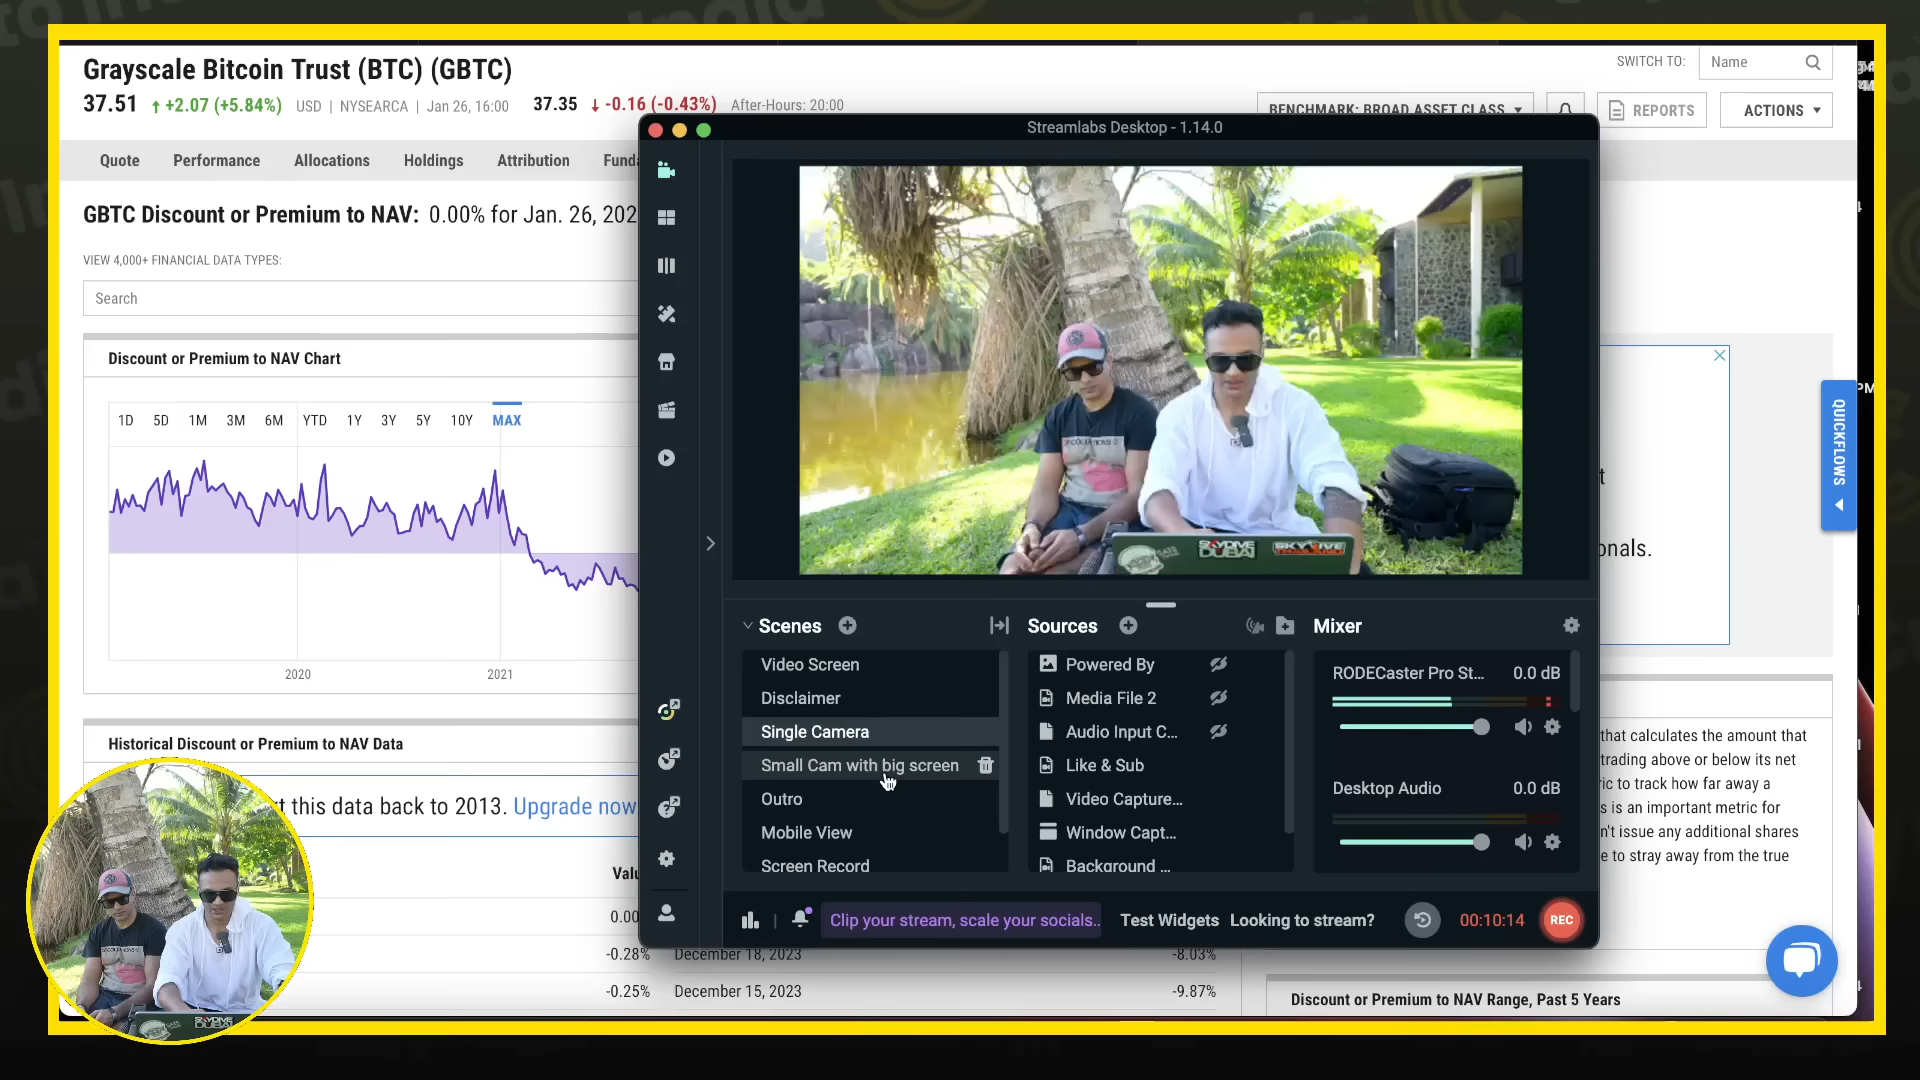 Grayscale Bitcoin Trust (BTC) (GBTC)
37.51 ↑ +2.07 (+5.84%) USD | NYSEARCA | Jan 26, 16:00 37.35 ↓ -0.16 (-0.43%) After-Hours: 20:00
SWITCH TO: Name
BENCHMARK: BROAD ASSET CLASS REPORTS ACTIONS
Quote Performance Allocations Holdings Attribution
GBTC Discount or Premium to NAV: 0.00% for Jan. 26, 202
VIEW 4,000+ FINANCIAL DATA TYPES:
Search
Discount or Premium to NAV Chart
1D 5D 1M 3M 6M YTD 1Y 3Y 5Y 10Y MAX
2020 2021
Historical Discount or Premium to NAV Data
t this data back to 2013. Upgrade now
Valu
0.00
-0.28% December 18, 2023 -8.03%
-0.25% December 15, 2023 -9.87%
Streamlabs Desktop - 1.14.0
SKYDIVE
DUBAI
Scenes
Video Screen
Disclaimer
Single Camera
Small Cam with big screen
Outro
Mobile View
Screen Record
Sources
Powered By
Media File 2
Audio Input C...
Like & Sub
Video Capture...
Window Capt...
Background ...
Mixer
RODECaster Pro St... 0.0 dB
Desktop Audio 0.0 dB
Clip your stream, scale your socials.. Test Widgets Looking to stream? 00:10:14 REC
QUICKFLOWS
onals.
that calculates the amount that
trading above or below its net
ric to track how far away a
s is an important metric for
n't issue any additional shares
e to stray away from the true
Discount or Premium to NAV Range, Past 5 Years